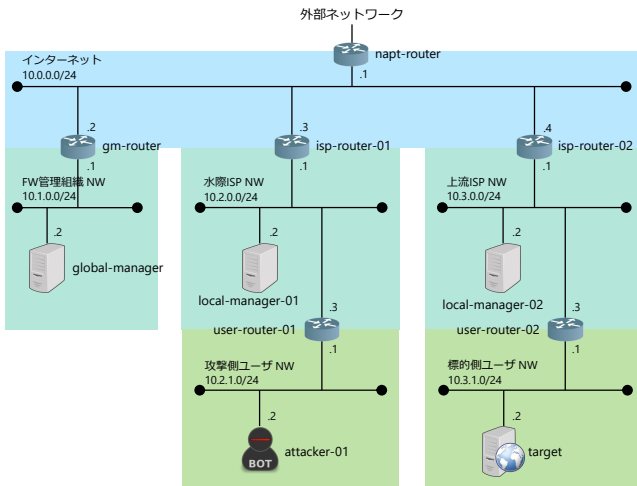 外部ネットワーク
napt-router
.1
インターネット
10.0.0.0/24
.2
gm-router
.1
.3
isp-router-01
.1
.4
isp-router-02
.1
FW管理組織 NW
10.1.0.0/24
.2
global-manager
水際ISP NW
10.2.0.0/24
.2
local-manager-01
.3
user-router-01
.1
上流ISP NW
10.3.0.0/24
.2
local-manager-02
.3
user-router-02
.1
攻撃側ユーザ NW
10.2.1.0/24
.2
BOT
attacker-01
標的側ユーザ NW
10.3.1.0/24
.2
target